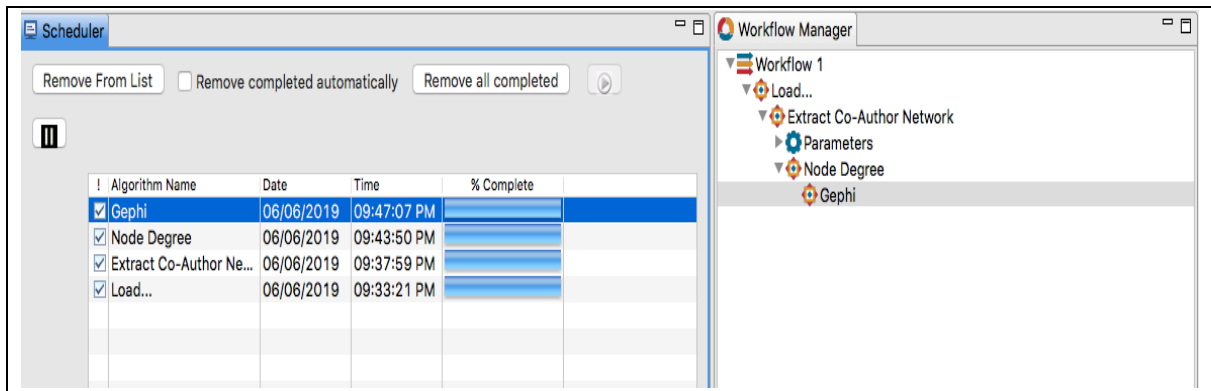 Scheduler
Remove From List Remove completed automatically Remove all completed
! Algorithm Name Date Time % Complete
Gephi 06/06/2019 09:47:07 PM
Node Degree 06/06/2019 09:43:50 PM
Extract Co-Author Ne... 06/06/2019 09:37:59 PM
Load... 06/06/2019 09:33:21 PM
Workflow Manager
Workflow 1
Load...
Extract Co-Author Network
Parameters
Node Degree
Gephi